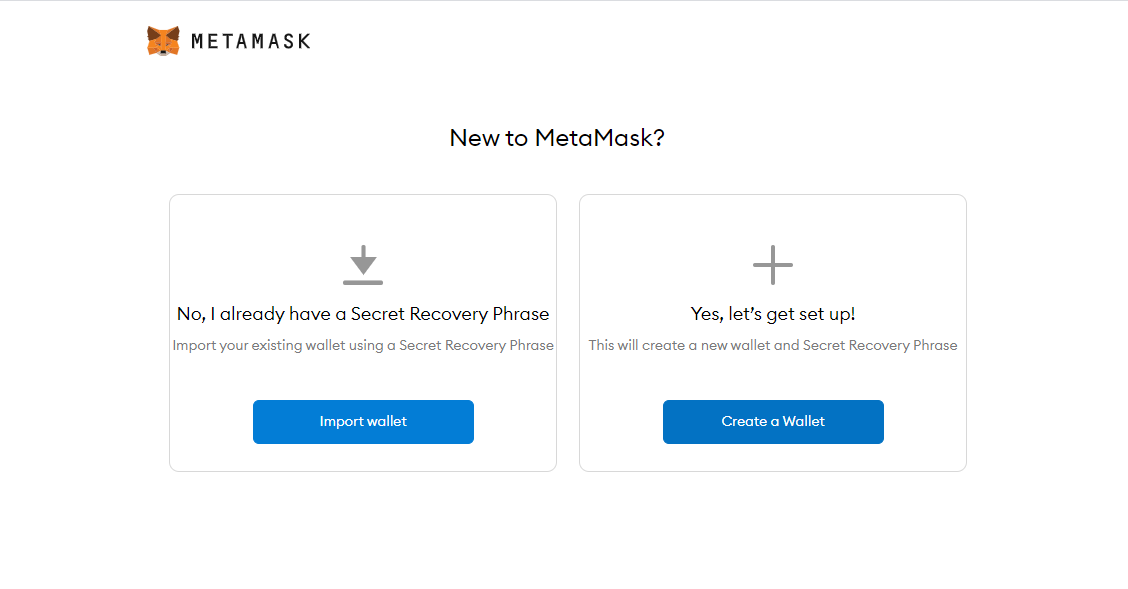 METAMASK
New to MetaMask?
No, I already have a Secret Recovery Phrase
Import your existing wallet using a Secret Recovery Phrase
Import wallet
Yes, let’s get set up!
This will create a new wallet and Secret Recovery Phrase
Create a Wallet